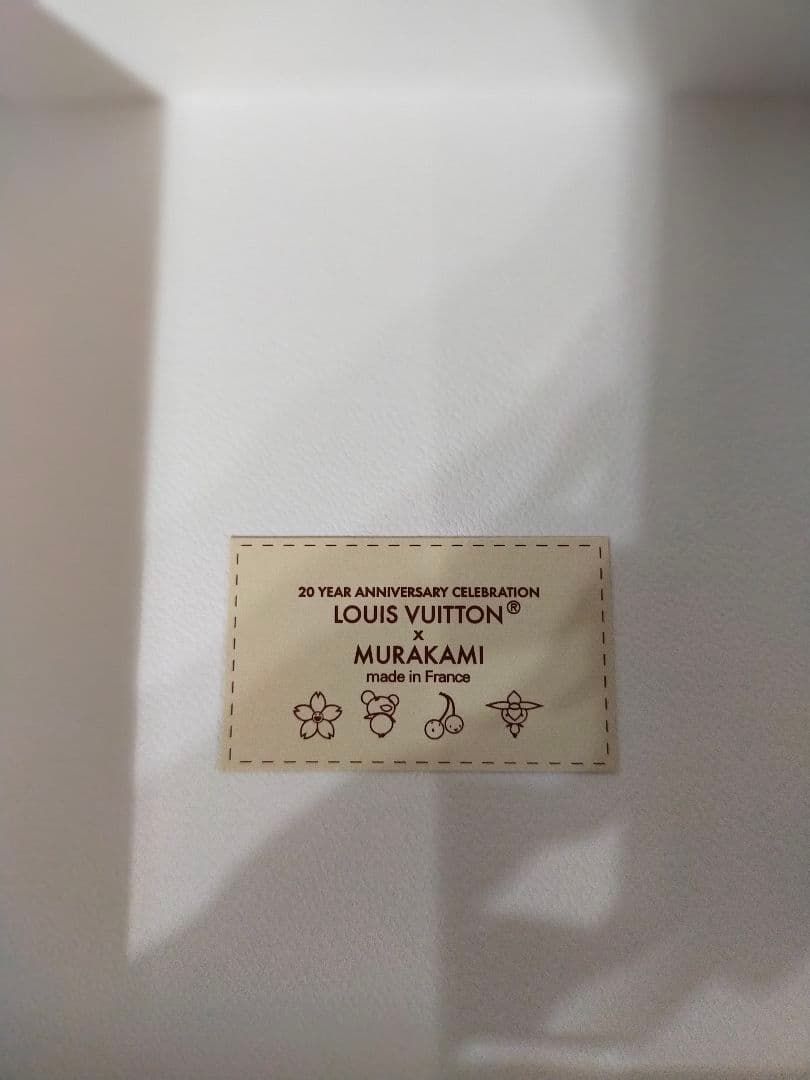 20 YEAR ANNIVERSARY CELEBRATION
LOUIS VUITTON®
x
MURAKAMI
made in France